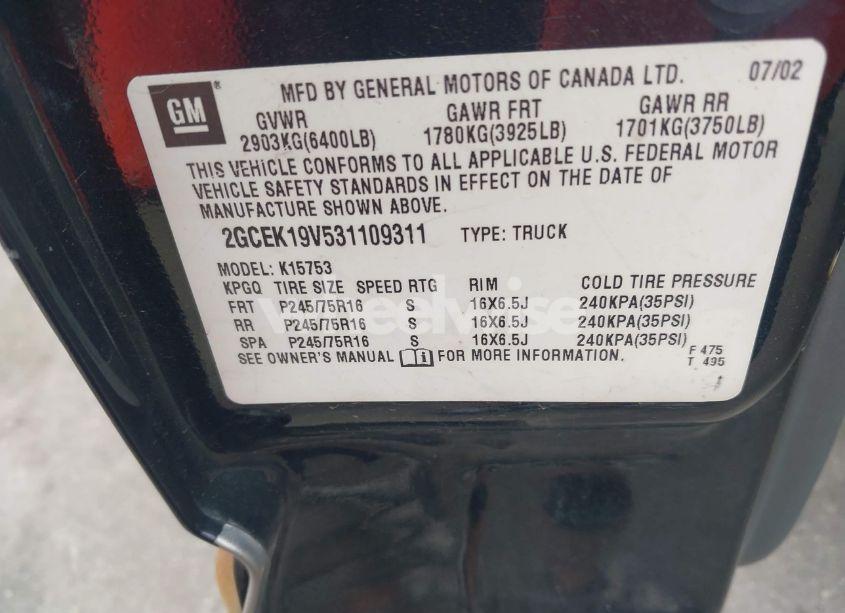 GM
MFD BY GENERAL MOTORS OF CANADA LTD. 07/02
GVWR GAWR FRT GAWR RR
2903KG(6400LB) 1780KG(3925LB) 1701KG(3750LB)
THIS VEHICLE CONFORMS TO ALL APPLICABLE U.S. FEDERAL MOTOR
VEHICLE SAFETY STANDARDS IN EFFECT ON THE DATE OF
MANUFACTURE SHOWN ABOVE.
2GCEK19V531109311 TYPE: TRUCK
MODEL: K15753
KPGQ TIRE SIZE SPEED RTG RIM COLD TIRE PRESSURE
FRT P245/75R16 S 16X6.5J 240KPA(35PSI)
RR P245/75R16 S 16X6.5J 240KPA(35PSI)
SPA P245/75R16 S 16X6.5J 240KPA(35PSI)
SEE OWNER'S MANUAL FOR MORE INFORMATION.
F 475
T 495
wheelwise